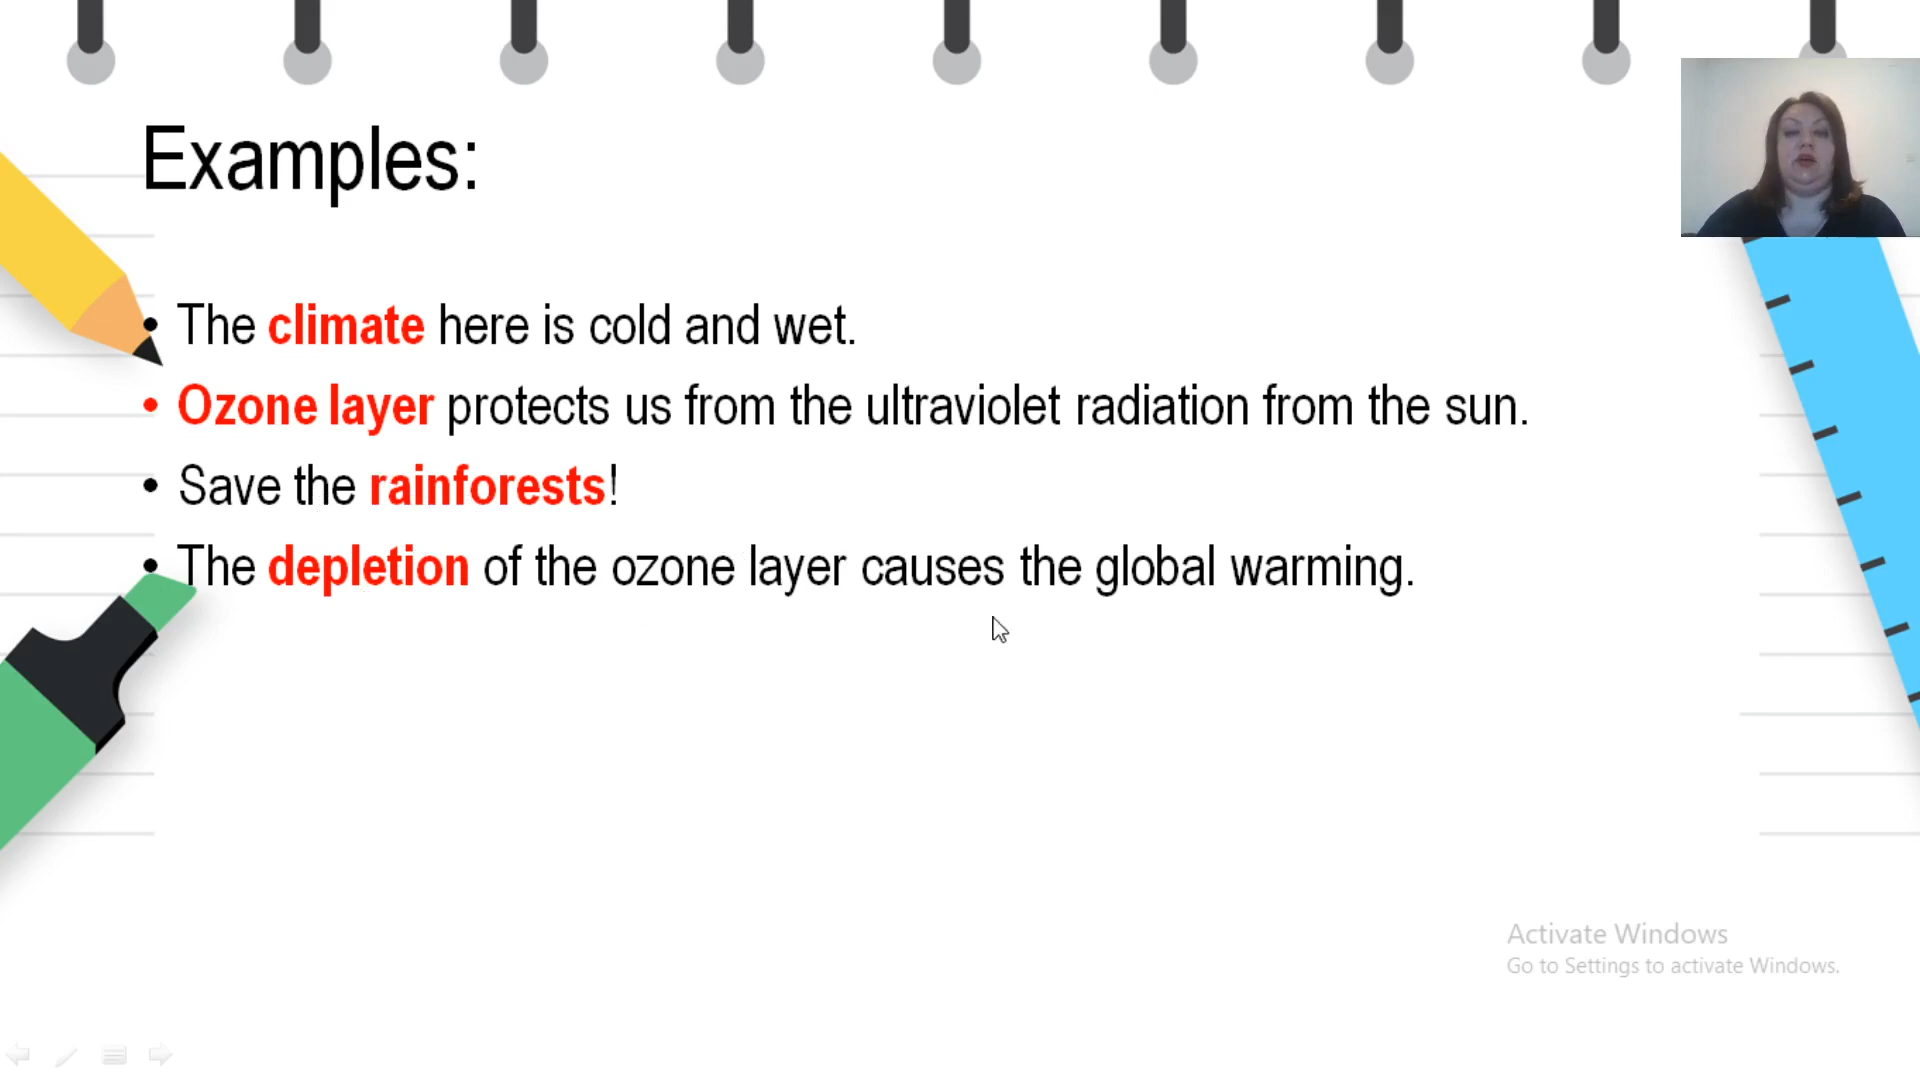 Examples:
• The climate here is cold and wet.
• Ozone layer protects us from the ultraviolet radiation from the sun.
• Save the rainforests!
• The depletion of the ozone layer causes the global warming.
Activate Windows
Go to Settings to activate Windows.